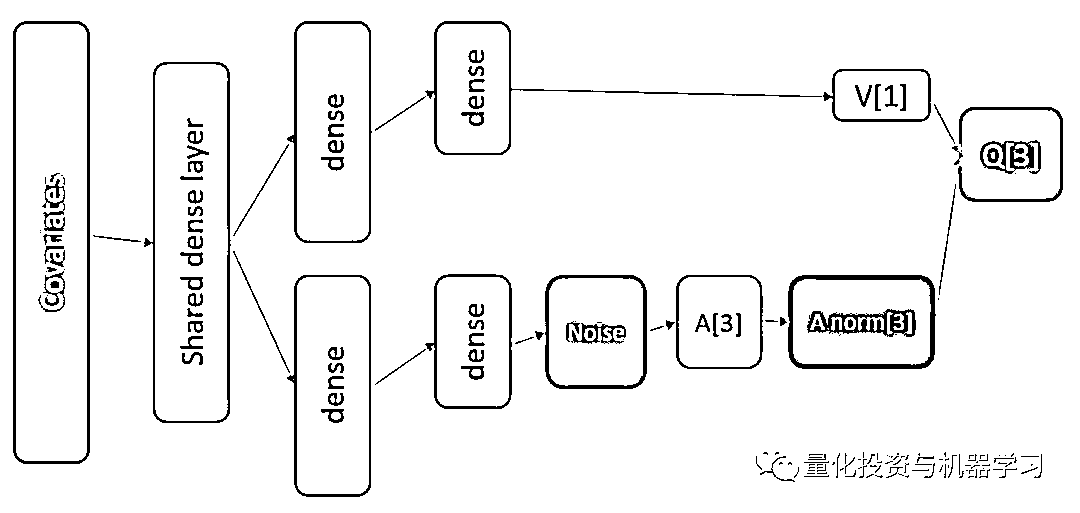 Covariates
Shared dense layer
dense
dense
V[1]
Q[3]
dense
dense
Noise
A[3]
A norm[3]
量化投资与机器学习